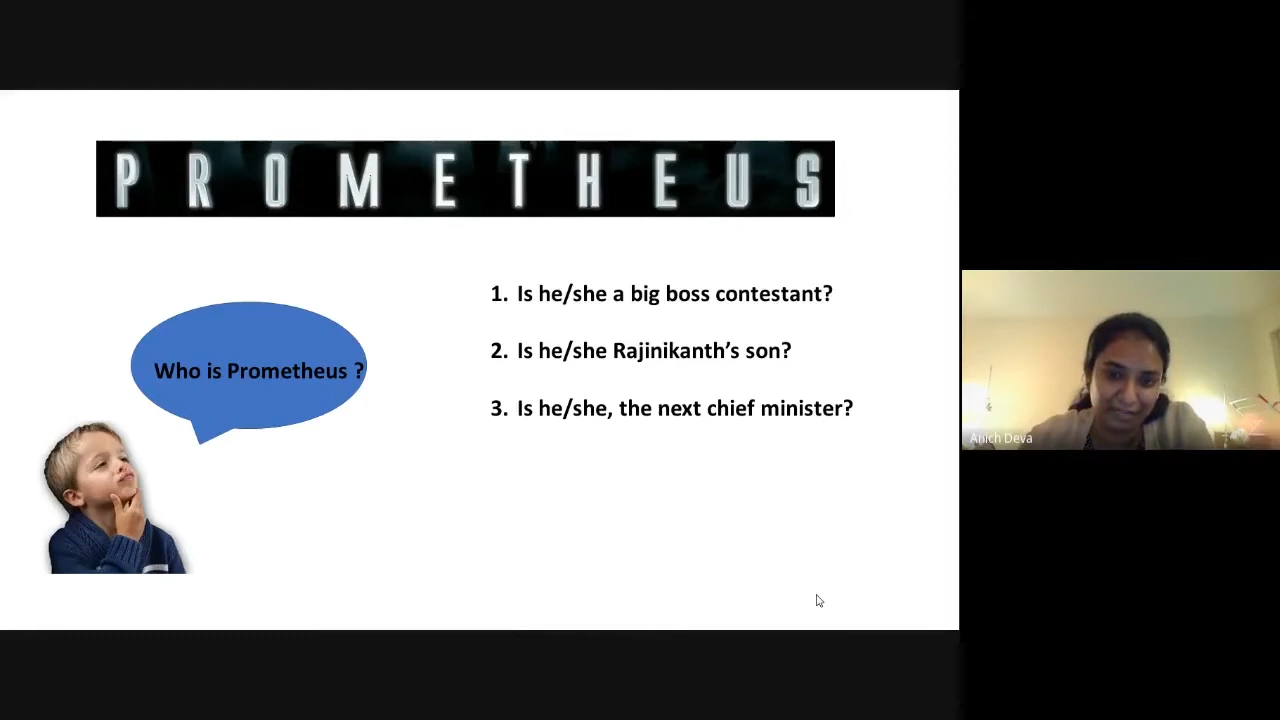 PROMETHEUS
1. Is he/she a big boss contestant?
2. Is he/she Rajinikanth’s son?
3. Is he/she, the next chief minister?
Who is Prometheus ?
Anich Deva